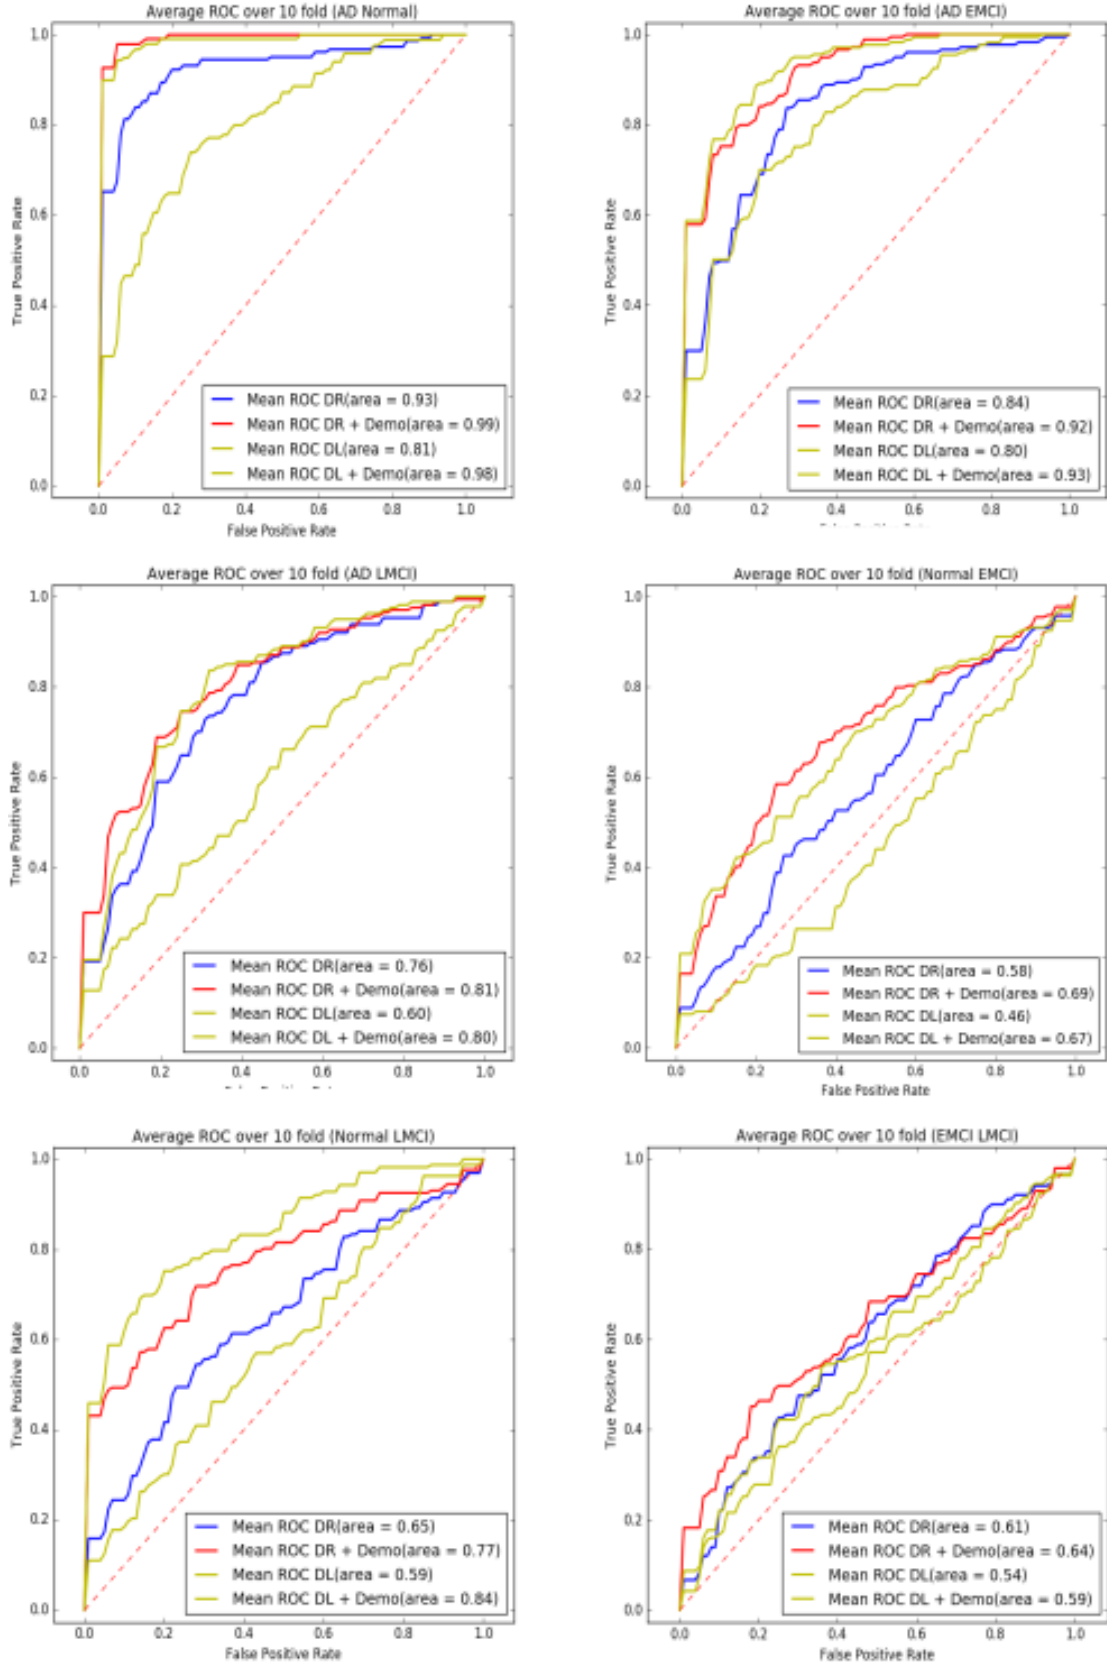 Average ROC over 10 fold (AD Normal)
True Positive Rate
1.0
0.8
0.6
0.4
0.2
0.0
Mean ROC DR(area = 0.93)
Mean ROC DR + Demo(area = 0.99)
Mean ROC DL(area = 0.81)
Mean ROC DL + Demo(area = 0.98)
0.0 0.2 0.4 0.6 0.8 1.0
False Positive Rate
Average ROC over 10 fold (AD EMCI)
True Positive Rate
1.0
0.8
0.6
0.4
0.2
0.0
Mean ROC DR(area = 0.84)
Mean ROC DR + Demo(area = 0.92)
Mean ROC DL(area = 0.80)
Mean ROC DL + Demo(area = 0.93)
0.0 0.2 0.4 0.6 0.8 1.0
Average ROC over 10 fold (AD LMCI)
True Positive Rate
1.0
0.8
0.6
0.4
0.2
0.0
Mean ROC DR(area = 0.76)
Mean ROC DR + Demo(area = 0.81)
Mean ROC DL(area = 0.60)
Mean ROC DL + Demo(area = 0.80)
0.0 0.2 0.4 0.6 0.8 1.0
Average ROC over 10 fold (Normal EMCI)
True Positive Rate
1.0
0.8
0.6
0.4
0.2
0.0
Mean ROC DR(area = 0.58)
Mean ROC DR + Demo(area = 0.69)
Mean ROC DL(area = 0.46)
Mean ROC DL + Demo(area = 0.67)
0.0 0.2 0.4 0.6 0.8 1.0
False Positive Rate
Average ROC over 10 fold (Normal LMCI)
True Positive Rate
1.0
0.8
0.6
0.4
0.2
0.0
Mean ROC DR(area = 0.65)
Mean ROC DR + Demo(area = 0.77)
Mean ROC DL(area = 0.59)
Mean ROC DL + Demo(area = 0.84)
0.0 0.2 0.4 0.6 0.8 1.0
False Positive Rate
Average ROC over 10 fold (EMCI LMCI)
True Positive Rate
1.0
0.8
0.6
0.4
0.2
0.0
Mean ROC DR(area = 0.61)
Mean ROC DR + Demo(area = 0.64)
Mean ROC DL(area = 0.54)
Mean ROC DL + Demo(area = 0.59)
0.0 0.2 0.4 0.6 0.8 1.0
False Positive Rate